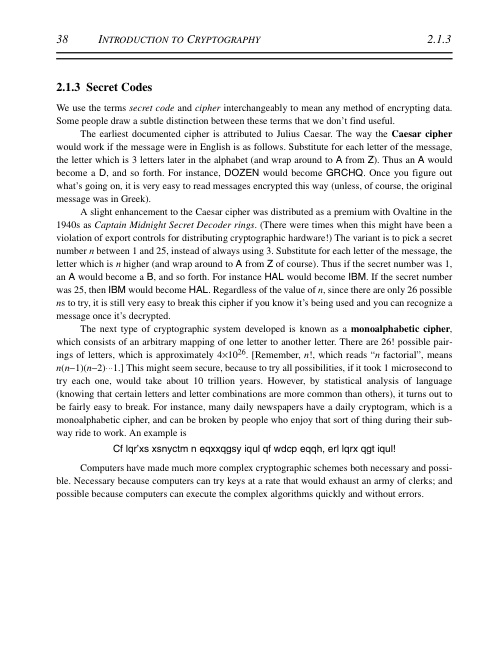 38 INTRODUCTION TO CRYPTOGRAPHY 2.1.3
2.1.3 Secret Codes
We use the terms secret code and cipher interchangeably to mean any method of encrypting data.
Some people draw a subtle distinction between these terms that we don't find useful.
The earliest documented cipher is attributed to Julius Caesar. The way the Caesar cipher
would work if the message were in English is as follows. Substitute for each letter of the message,
the letter which is 3 letters later in the alphabet (and wrap around to A from Z). Thus an A would
become a D, and so forth. For instance, DOZEN would become GRCHQ. Once you figure out
what's going on, it is very easy to read messages encrypted this way (unless, of course, the original
message was in Greek).
A slight enhancement to the Caesar cipher was distributed as a premium with Ovaltine in the
1940s as Captain Midnight Secret Decoder rings. (There were times when this might have been a
violation of export controls for distributing cryptographic hardware!) The variant is to pick a secret
number n between 1 and 25, instead of always using 3. Substitute for each letter of the message, the
letter which is n higher (and wrap around to A from Z of course). Thus if the secret number was 1,
an A would become a B, and so forth. For instance HAL would become IBM. If the secret number
was 25, then IBM would become HAL. Regardless of the value of n, since there are only 26 possible
ns to try, it is still very easy to break this cipher if you know it's being used and you can recognize a
message once it's decrypted.
The next type of cryptographic system developed is known as a monoalphabetic cipher,
which consists of an arbitrary mapping of one letter to another letter. There are 26! possible pair-
ings of letters, which is approximately 4×10²⁶. [Remember, n!, which reads "n factorial", means
n(n−1)(n−2)···1.] This might seem secure, because to try all possibilities, if it took 1 microsecond to
try each one, would take about 10 trillion years. However, by statistical analysis of language
(knowing that certain letters and letter combinations are more common than others), it turns out to
be fairly easy to break. For instance, many daily newspapers have a daily cryptogram, which is a
monoalphabetic cipher, and can be broken by people who enjoy that sort of thing during their sub-
way ride to work. An example is
Cf lqr'xs xsnyctm n eqxxqgsy iqul qf wdcp eqqh, erl lqrx qgt iqul!
Computers have made much more complex cryptographic schemes both necessary and possi-
ble. Necessary because computers can try keys at a rate that would exhaust an army of clerks; and
possible because computers can execute the complex algorithms quickly and without errors.